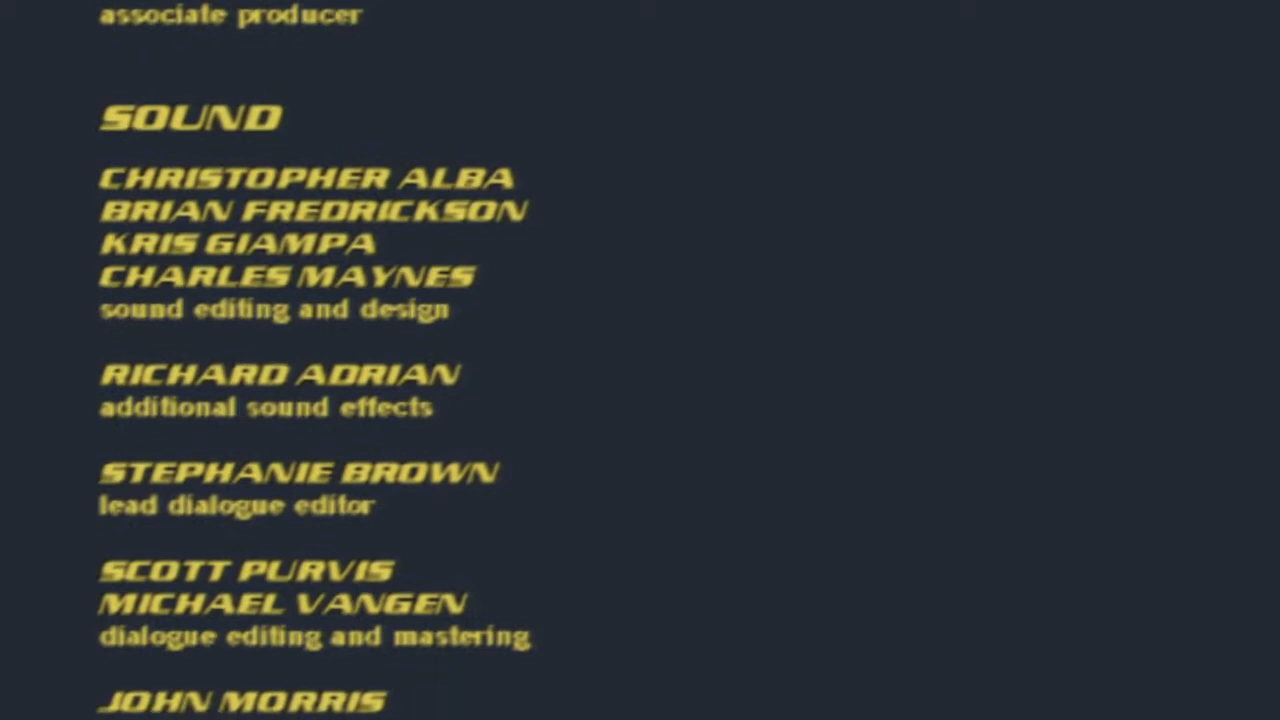 associate producer
SOUND
CHRISTOPHER ALBA
BRIAN FREDRICKSON
KRIS GIAMPA
CHARLES MAYNES
sound editing and design
RICHARD ADRIAN
additional sound effects
STEPHANIE BROWN
lead dialogue editor
SCOTT PURVIS
MICHAEL VANGEN
dialogue editing and mastering
JOHN MORRIS